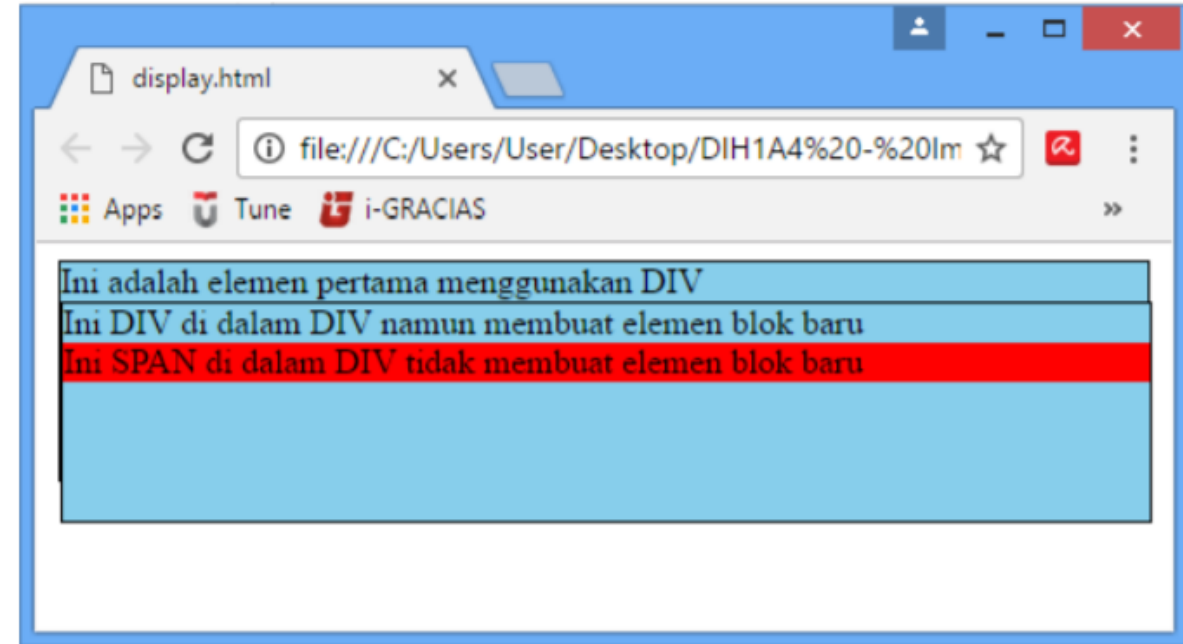 display.html
file:///C:/Users/User/Desktop/DIH1A4%20-%20Im
Apps Tune i-GRACIAS
Ini adalah elemen pertama menggunakan DIV
Ini DIV di dalam DIV namun membuat elemen blok baru
Ini SPAN di dalam DIV tidak membuat elemen blok baru